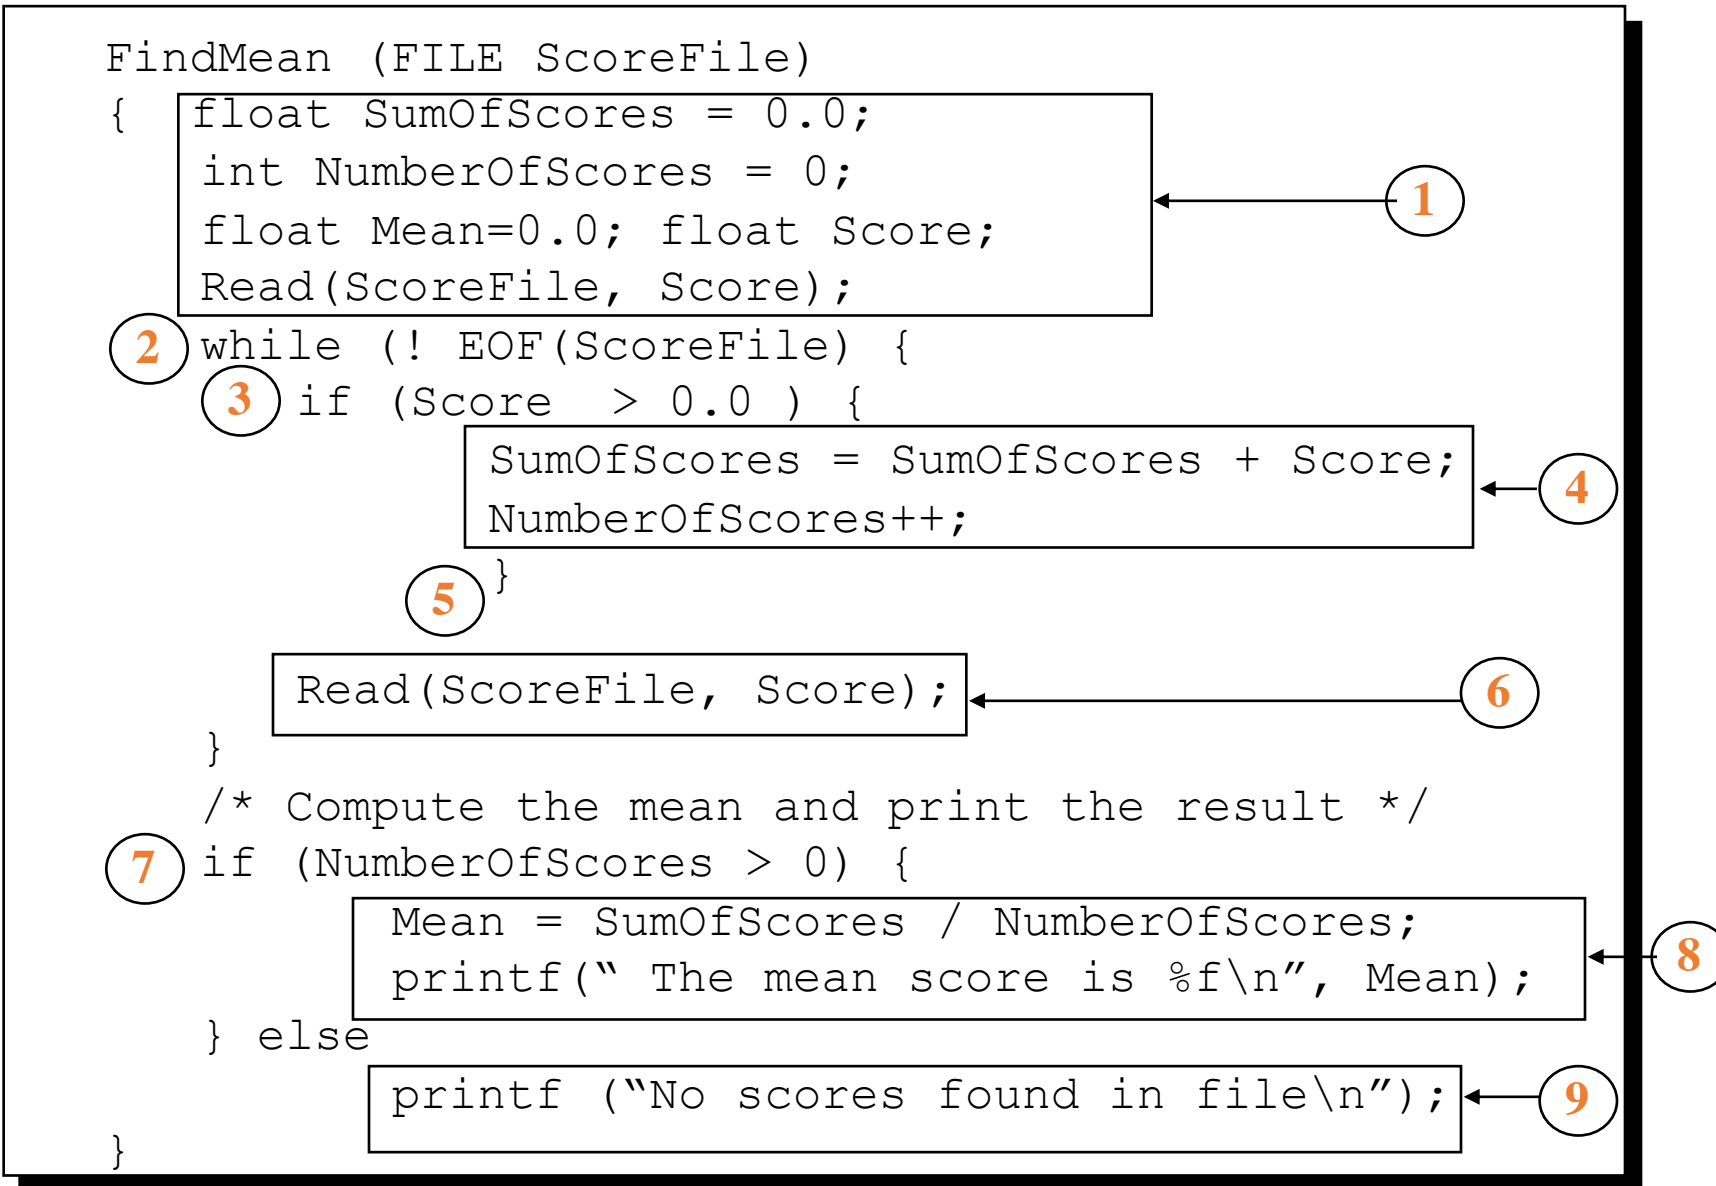 FindMean (FILE ScoreFile)
{ float SumOfScores = 0.0;
int NumberOfScores = 0;
1
float Mean=0.0; float Score;
Read(ScoreFile, Score);
2 while (! EOF(ScoreFile) {
3 if (Score  > 0.0 ) {
SumOfScores = SumOfScores + Score;
4
NumberOfScores++;
5 }
Read(ScoreFile, Score); 6
}
/* Compute the mean and print the result */
7 if (NumberOfScores > 0) {
Mean = SumOfScores / NumberOfScores;
8
printf(“ The mean score is %f\n”, Mean);
} else
printf (“No scores found in file\n”); 9
}